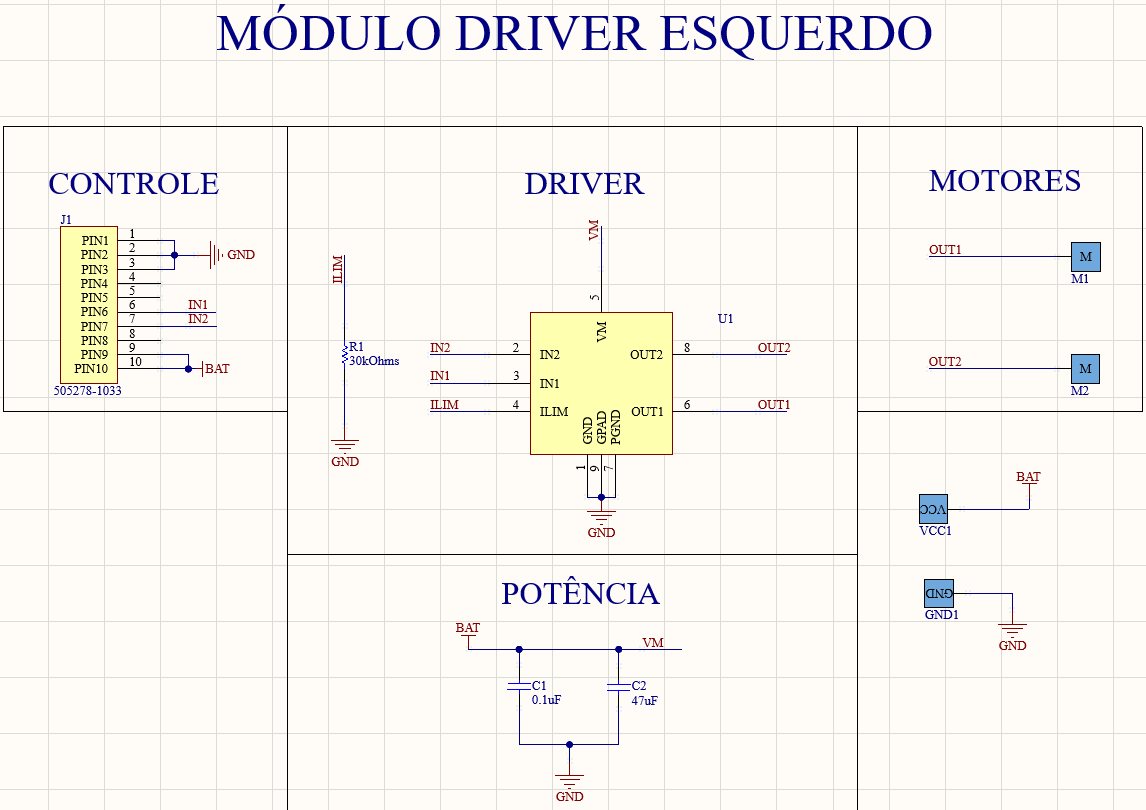 MÓDULO DRIVER ESQUERDO
CONTROLE
J1
PIN1 1
PIN2 2
PIN3 3
PIN4 4
PIN5 5
PIN6 6
PIN7 7
PIN8 8
PIN9 9
PIN10 10
GND
IN1
IN2
BAT
505278-1033
DRIVER
ILIM
R1
30kOhms
GND
VM
5
U1
VM
IN2 2 IN2
IN1 3 IN1
ILIM 4 ILIM
OUT2 8 OUT2
OUT1 6 OUT1
GND
GPAD
PGND
1
9
7
GND
MOTORES
OUT1
M
M1
OUT2
M
M2
BAT
VCC
VCC1
GND
GND1
GND
POTÊNCIA
BAT
VM
C1
0.1uF
C2
47uF
GND